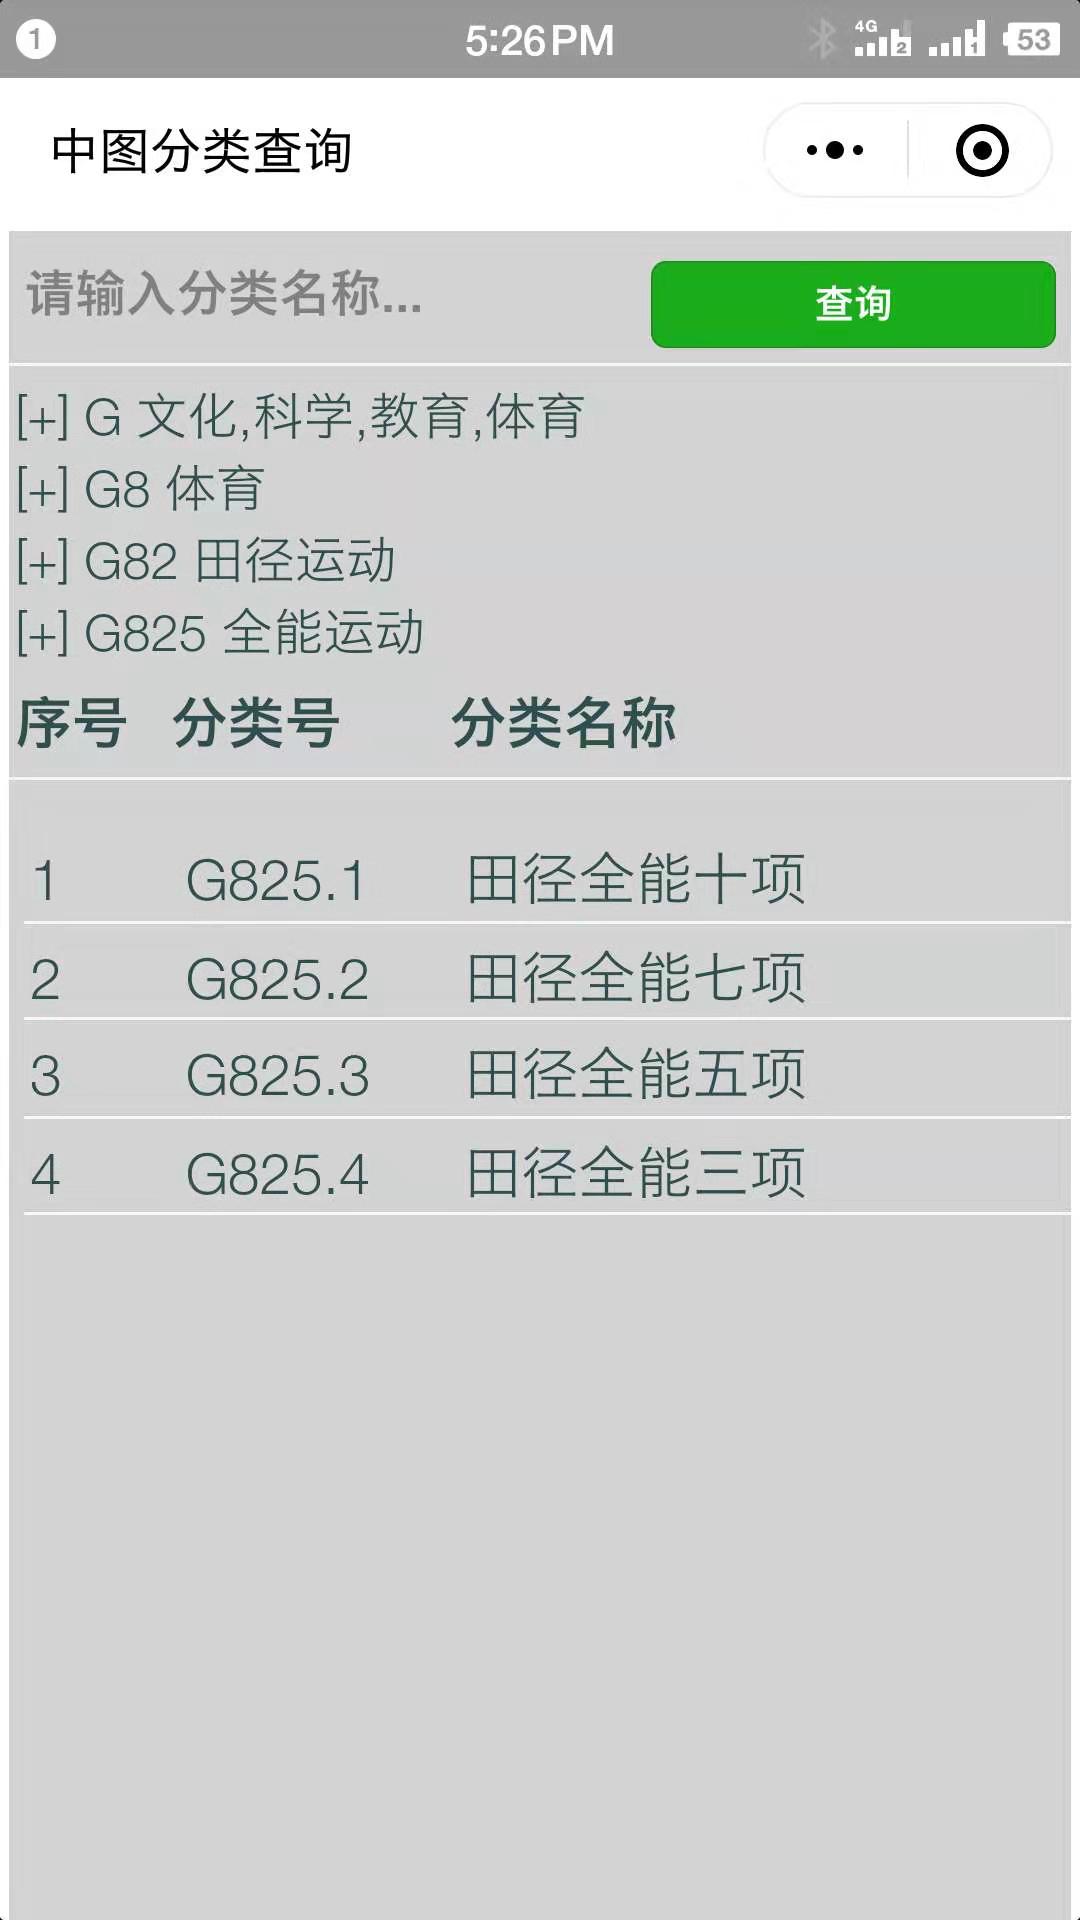 1 5:26PM 4G 2 1 53
中图分类查询
请输入分类名称... 查询
[+] G 文化,科学,教育,体育
[+] G8 体育
[+] G82 田径运动
[+] G825 全能运动
序号 分类号 分类名称
1 G825.1 田径全能十项
2 G825.2 田径全能七项
3 G825.3 田径全能五项
4 G825.4 田径全能三项